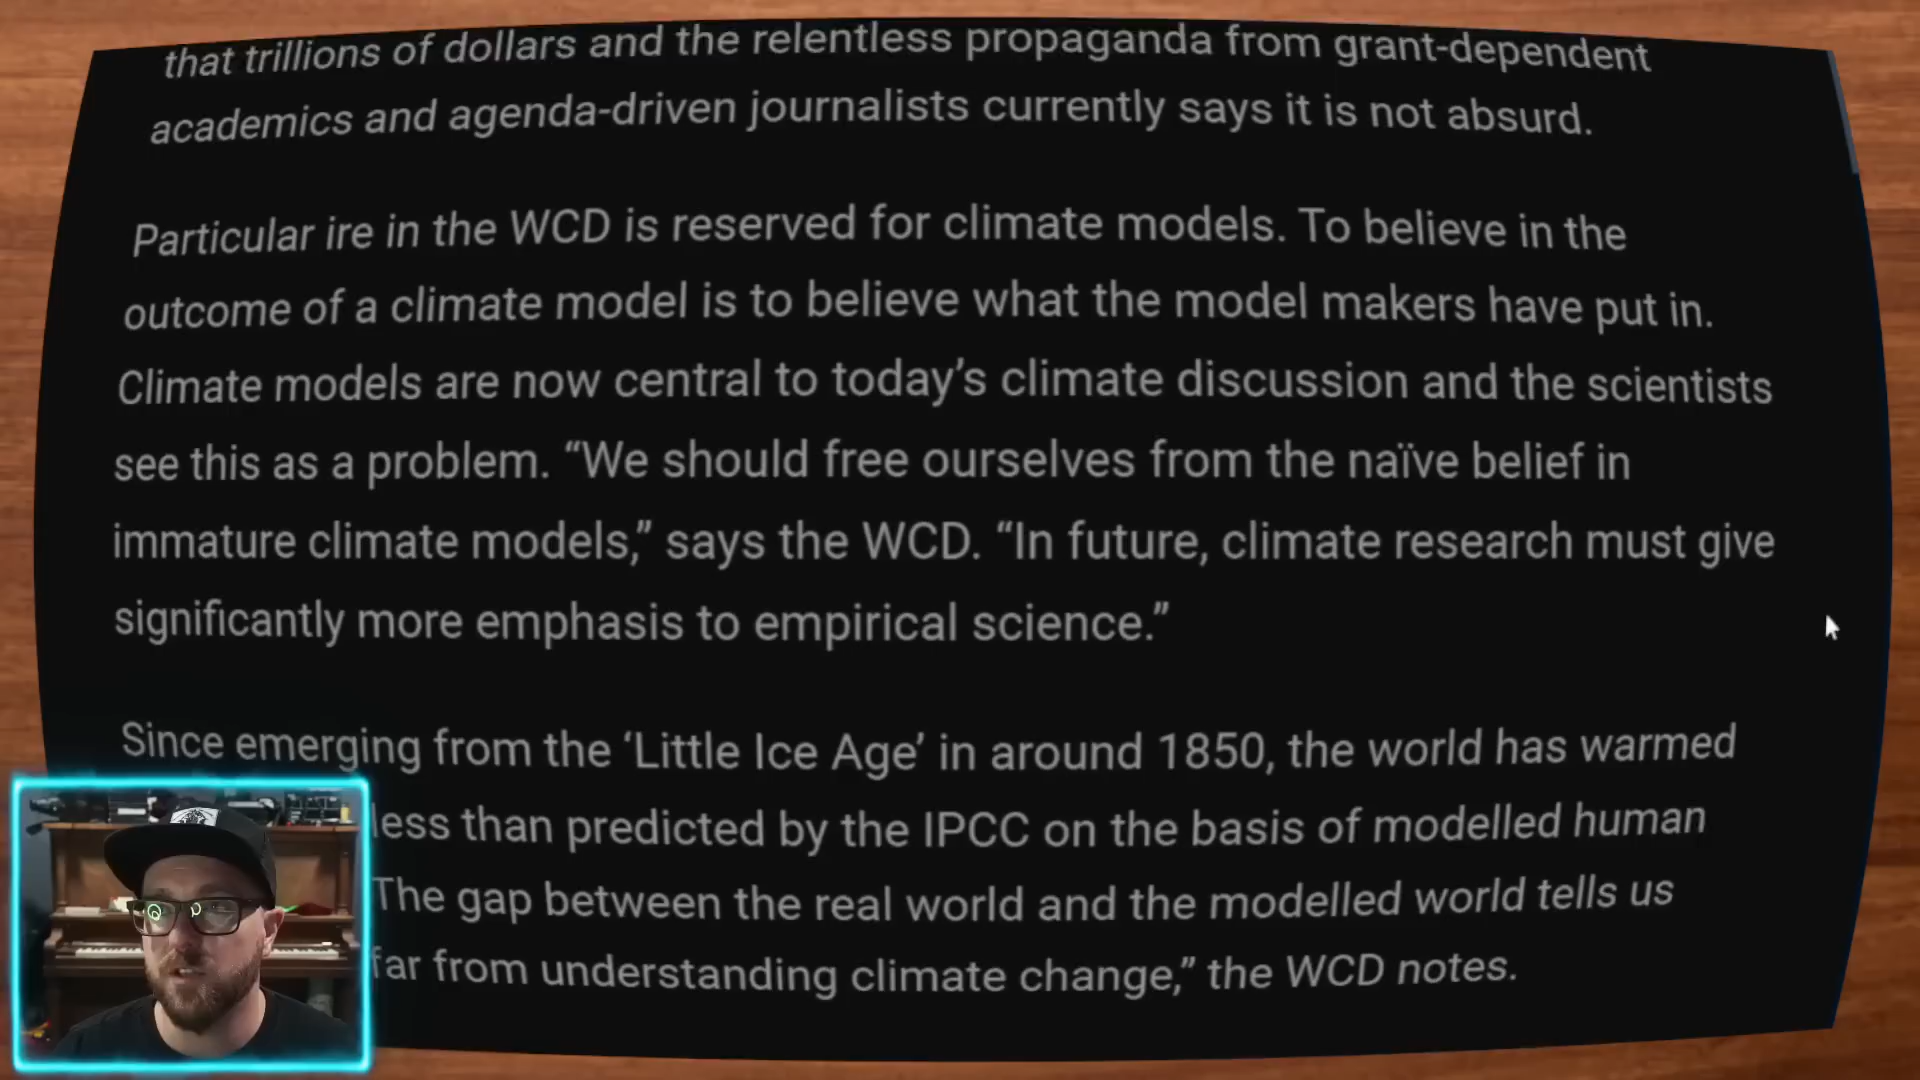 that trillions of dollars and the relentless propaganda from grant-dependent
academics and agenda-driven journalists currently says it is not absurd.
Particular ire in the WCD is reserved for climate models. To believe in the
outcome of a climate model is to believe what the model makers have put in.
Climate models are now central to today’s climate discussion and the scientists
see this as a problem. “We should free ourselves from the naïve belief in
immature climate models,” says the WCD. “In future, climate research must give
significantly more emphasis to empirical science.”
Since emerging from the ‘Little Ice Age’ in around 1850, the world has warmed
less than predicted by the IPCC on the basis of modelled human
The gap between the real world and the modelled world tells us
far from understanding climate change,” the WCD notes.